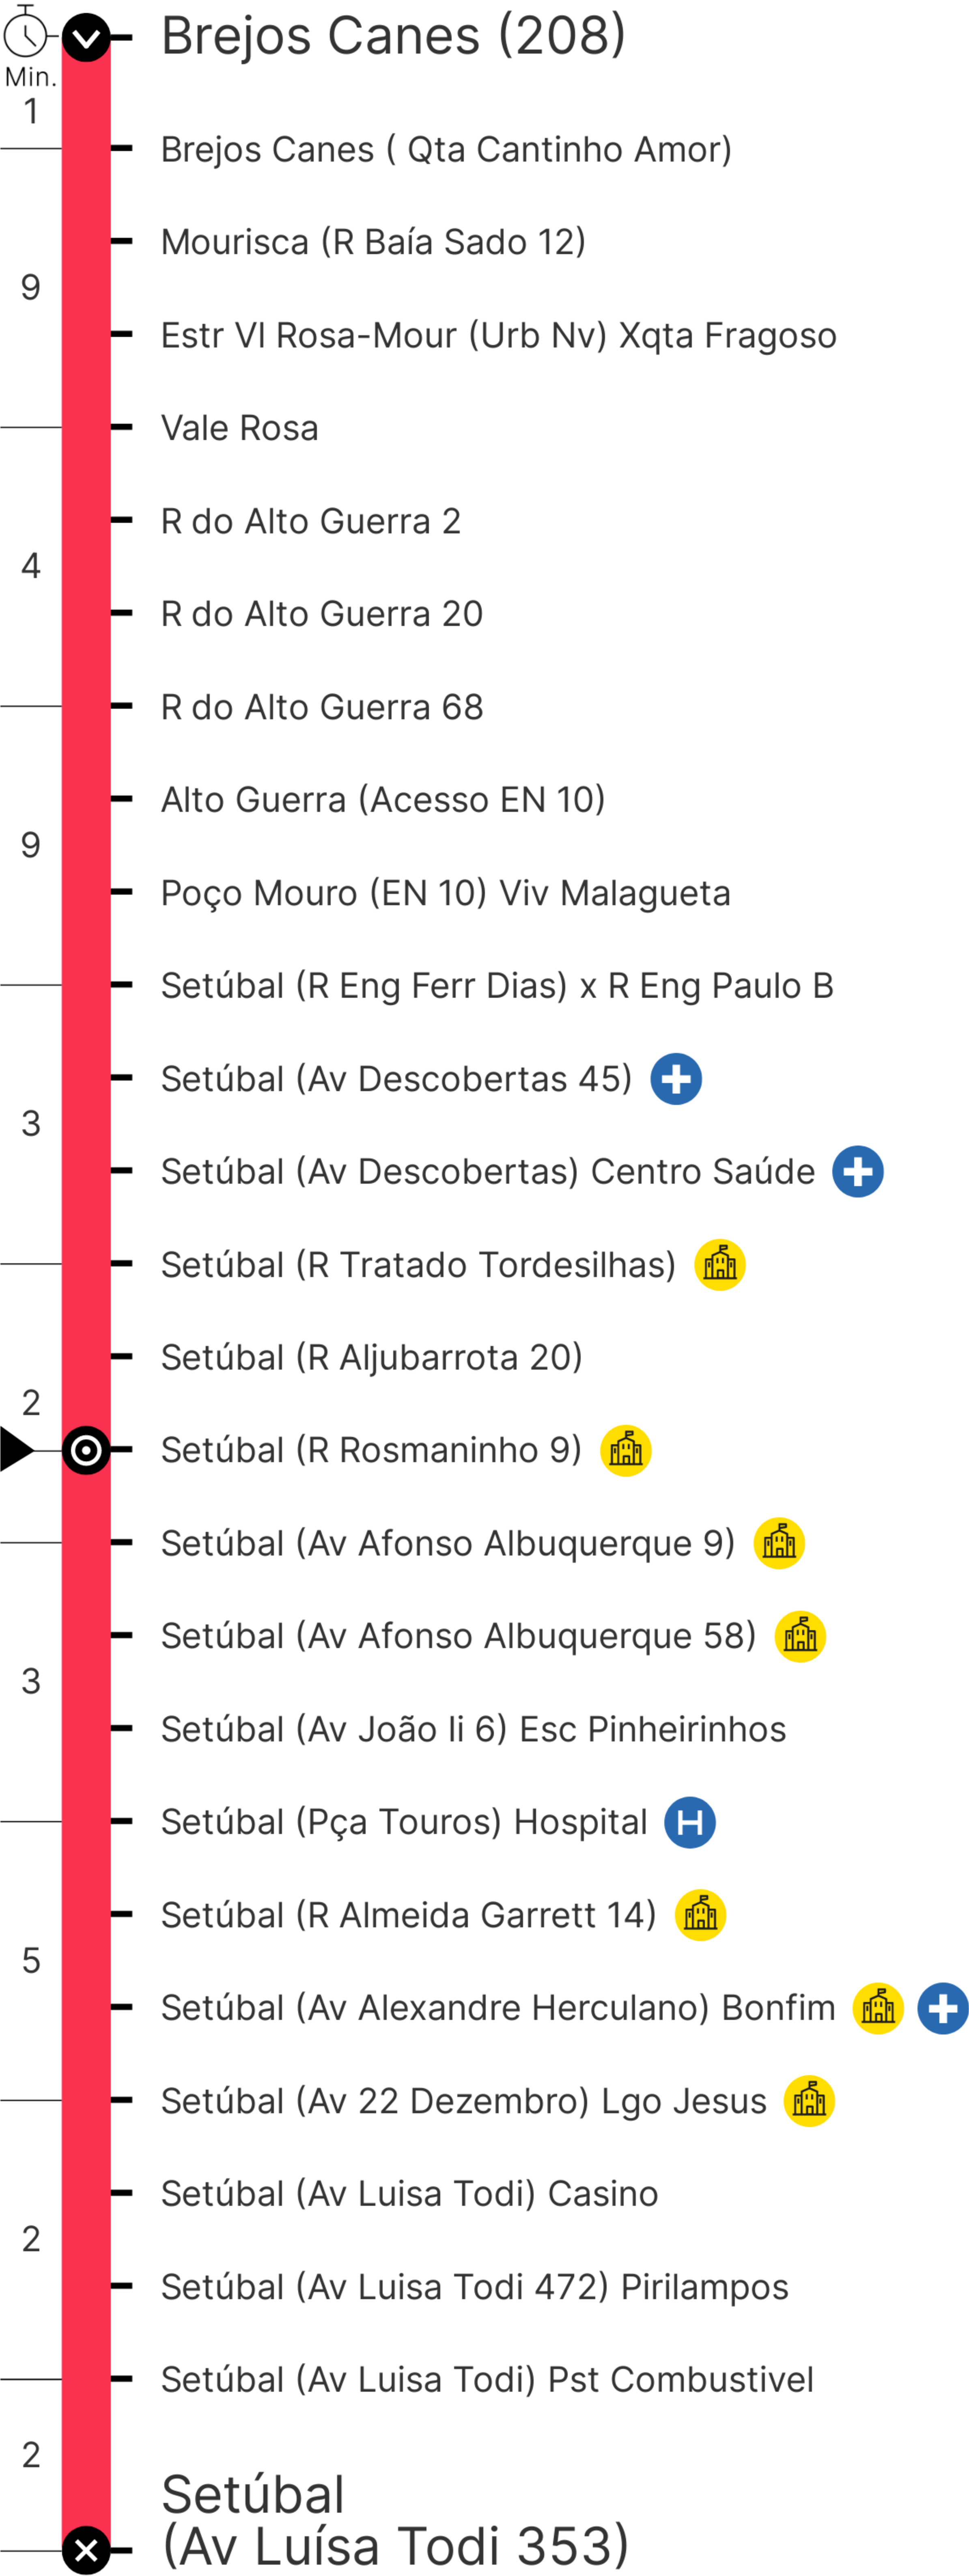 Brejos Canes (208)
Min.
1
Brejos Canes ( Qta Cantinho Amor)
Mourisca (R Baía Sado 12)
9
Estr Vl Rosa-Mour (Urb Nv) Xqta Fragoso
Vale Rosa
R do Alto Guerra 2
4
R do Alto Guerra 20
R do Alto Guerra 68
Alto Guerra (Acesso EN 10)
9
Poço Mouro (EN 10) Viv Malagueta
Setúbal (R Eng Ferr Dias) x R Eng Paulo B
Setúbal (Av Descobertas 45)
3
Setúbal (Av Descobertas) Centro Saúde
Setúbal (R Tratado Tordesilhas)
Setúbal (R Aljubarrota 20)
2
Setúbal (R Rosmaninho 9)
Setúbal (Av Afonso Albuquerque 9)
Setúbal (Av Afonso Albuquerque 58)
3
Setúbal (Av João Ii 6) Esc Pinheirinhos
Setúbal (Pça Touros) Hospital H
Setúbal (R Almeida Garrett 14)
5
Setúbal (Av Alexandre Herculano) Bonfim
Setúbal (Av 22 Dezembro) Lgo Jesus
Setúbal (Av Luisa Todi) Casino
2
Setúbal (Av Luisa Todi 472) Pirilampos
Setúbal (Av Luisa Todi) Pst Combustivel
2
Setúbal
(Av Luísa Todi 353)